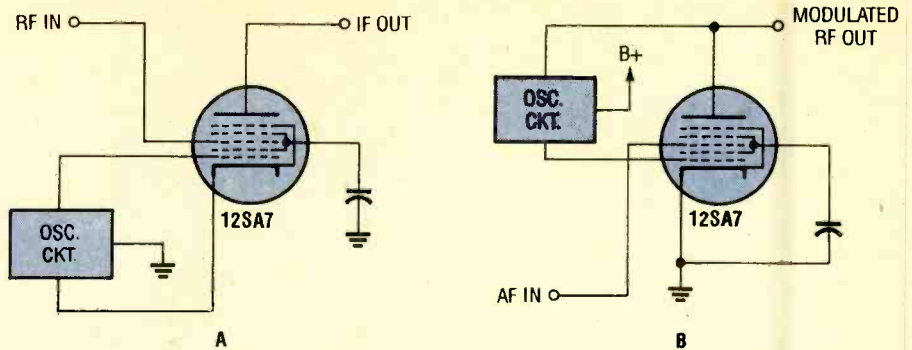 RF IN
IF OUT
12SA7
OSC.
CKT.
A
MODULATED
RF OUT
B+
OSC.
CKT.
12SA7
AF IN
B